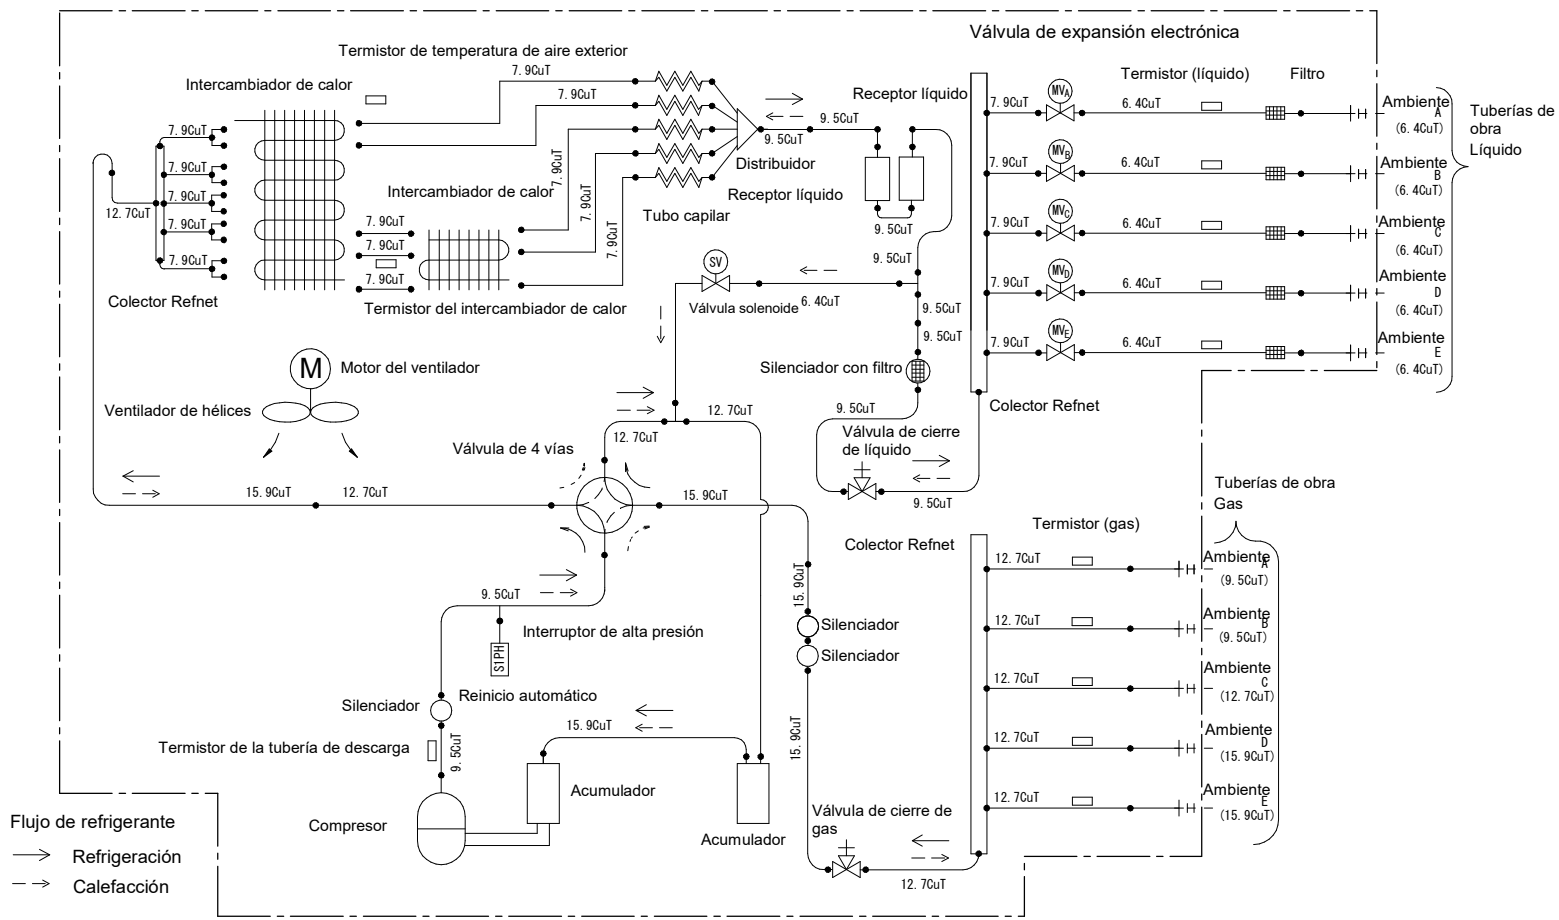 Válvula de expansión electrónica
Termistor de temperatura de aire exterior
7.9CuT
Intercambiador de calor
7.9CuT
Receptor líquido
Termistor (líquido)
Filtro
7.9CuT
MVA
6.4CuT
Ambiente
A
(6.4CuT)
Tuberías de
obra
Líquido
7.9CuT
7.9CuT
7.9CuT
7.9CuT
7.9CuT
12.7CuT
Colector Refnet
7.9CuT
9.5CuT
9.5CuT
Distribuidor
Intercambiador de calor
7.9CuT
7.9CuT
7.9CuT
Receptor líquido
Tubo capilar
9.5CuT
7.9CuT
7.9CuT
7.9CuT
Termistor del intercambiador de calor
7.9CuT
MVB
6.4CuT
Ambiente
B
(6.4CuT)
7.9CuT
MVC
6.4CuT
Ambiente
C
(6.4CuT)
9.5CuT
SV
Válvula solenoide
6.4CuT
7.9CuT
MVD
6.4CuT
Ambiente
D
(6.4CuT)
9.5CuT
9.5CuT
7.9CuT
MVE
6.4CuT
Ambiente
E
(6.4CuT)
M
Motor del ventilador
Silenciador con filtro
Ventilador de hélices
12.7CuT
9.5CuT
Colector Refnet
12.7CuT
Válvula de 4 vías
Válvula de cierre
de líquido
15.9CuT
12.7CuT
15.9CuT
9.5CuT
Tuberías de obra
Gas
Termistor (gas)
Colector Refnet
12.7CuT
Ambiente
A
(9.5CuT)
15.9CuT
9.5CuT
Interruptor de alta presión
S1PH
Silenciador
Silenciador
12.7CuT
Ambiente
B
(9.5CuT)
Reinicio automático
Silenciador
12.7CuT
Ambiente
C
(12.7CuT)
15.9CuT
15.9CuT
Termistor de la tubería de descarga
9.5CuT
12.7CuT
Ambiente
D
(15.9CuT)
Acumulador
12.7CuT
Ambiente
E
(15.9CuT)
Compresor
Acumulador
Válvula de cierre de
gas
12.7CuT
Flujo de refrigerante
Refrigeración
Calefacción